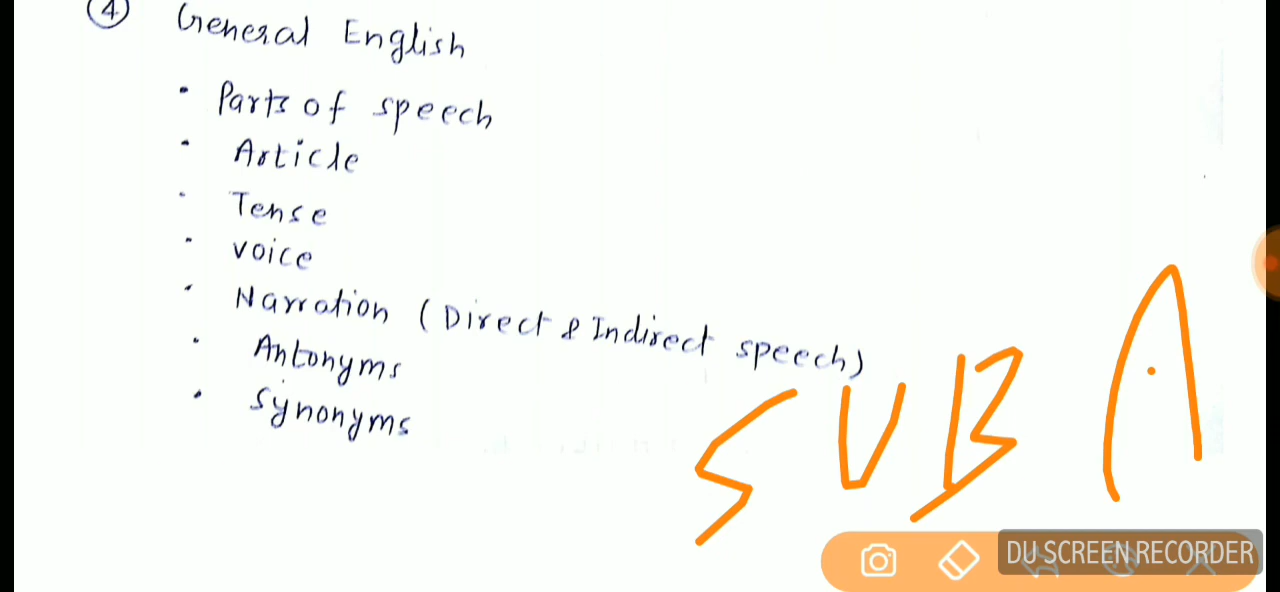 4 General English
· Parts of speech
· Article
· Tense
· voice
· Narration (Direct & Indirect speech)
· Antonyms
· Synonyms
SUBA
DU SCREEN RECORDER